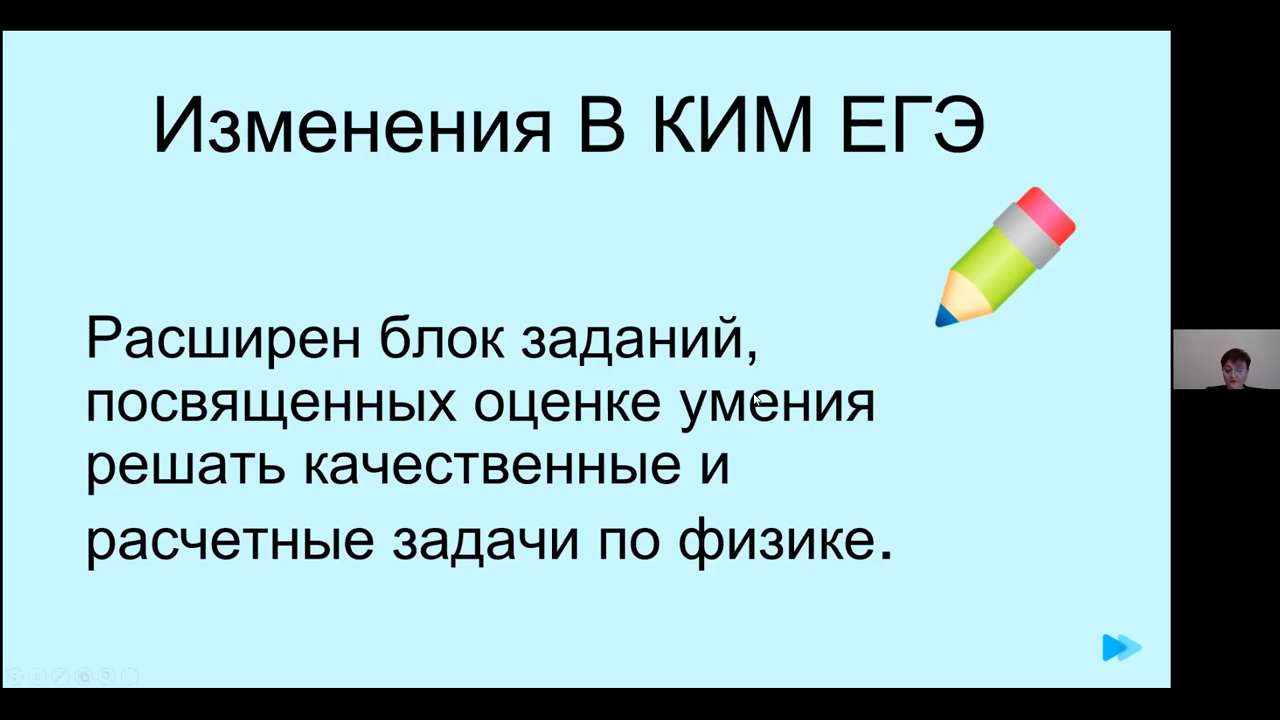 Изменения В КИМ ЕГЭ
Расширен блок заданий,
посвященных оценке умения
решать качественные и
расчетные задачи по физике.